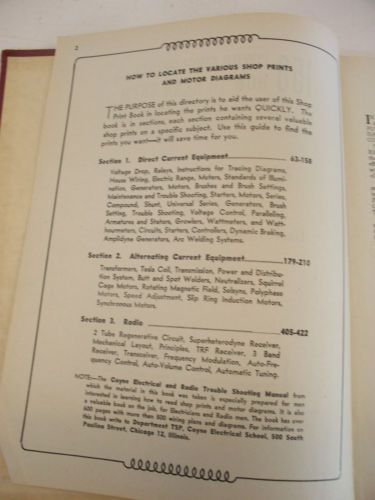 2
HOW TO LOCATE THE VARIOUS SHOP PRINTS
AND MOTOR DIAGRAMS
THE PURPOSE of this directory is to aid the user of this Shop
Print Book in locating the prints he wants QUICKLY. The
book is in sections, each section containing several valuable
shop prints on a specific subject. Use this guide to find the
prints you want—it will save time for you.
Section 1. Direct Current Equipment 63-150
Voltage Drop, Relays, Instructions for Tracing Diagrams,
House Wiring, Electric Range, Motors, Standards of Illumi-
nation, Generators, Motors, Brushes and Brush Settings,
Maintenance and Trouble Shooting, Starters, Motors, Series,
Compound, Shunt, Universal Series, Generators, Brush
Setting, Trouble Shooting, Voltage Control, Paralleling,
Armatures and Stators, Growlers, Wattmeters, and Watt-
hourmeters, Circuits, Starters, Controllers, Dynamic Braking,
Amplidyne Generators, Arc Welding Systems.
Section 2. Alternating Current Equipment 179-210
Transformers, Tesla Coil, Transmission, Power and Distribu-
tion System, Butt and Spot Welders, Neutralizers, Squirrel
Cage Motors, Rotating Magnetic Field, Selsyns, Polyphase
Motors, Speed Adjustment, Slip Ring Induction Motors,
Synchronous Motors.
Section 3. Radio 405-422
2 Tube Regenerative Circuit, Superheterodyne Receiver,
Mechanical Layout, Principles, TRF Receiver, 3 Band
Receiver, Transceiver, Frequency Modulation, Auto-Fre-
quency Control, Auto-Volume Control, Automatic Tuning.
NOTE:—The Coyne Electrical and Radio Trouble Shooting Manual from
which the material in this book was taken is especially prepared for men
interested in learning how to read shop prints and motor diagrams. It is also
a valuable book on the job, for Electricians and Radio men. The book has over
600 pages with more than 500 wiring plans and diagrams. For information on
this book write to Department TSP, Coyne Electrical School, 500 South
Paulina Street, Chicago 12, Illinois.